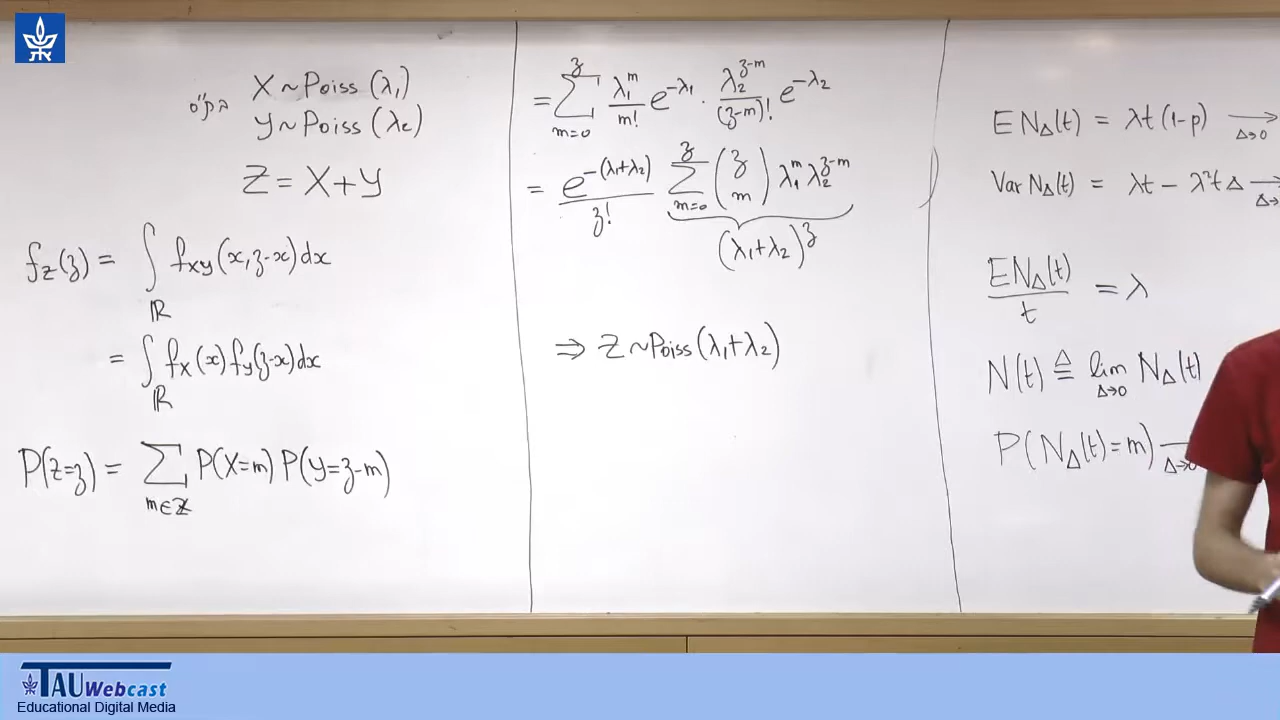 X ~ Poiss(λ₁)
בת"ס
Y ~ Poiss(λ₂)
Z = X+Y
f_Z(z) = ∫_ℝ f_XY(x, z-x)dx
= ∫_ℝ f_X(x) f_Y(z-x)dx
P(Z=z) = Σ_{m∈ℤ} P(X=m) P(Y=z-m)
= Σ_{m=0}^{z} λ₁^m/m! e^{-λ₁} · λ₂^{z-m}/(z-m)! e^{-λ₂}
= e^{-(λ₁+λ₂)}/z! Σ_{m=0}^{z} (z m) λ₁^m λ₂^{z-m}
(λ₁+λ₂)^z
⇒ Z ~ Poiss(λ₁+λ₂)
E N_Δ(t) = λt (1-p) →_{Δ→0}
Var N_Δ(t) = λt - λ²t Δ →_{Δ→}
E N_Δ(t)/t = λ
N(t) ≜ lim_{Δ→0} N_Δ(t)
P(N_Δ(t)=m) →_{Δ→0}
TAU Webcast
Educational Digital Media